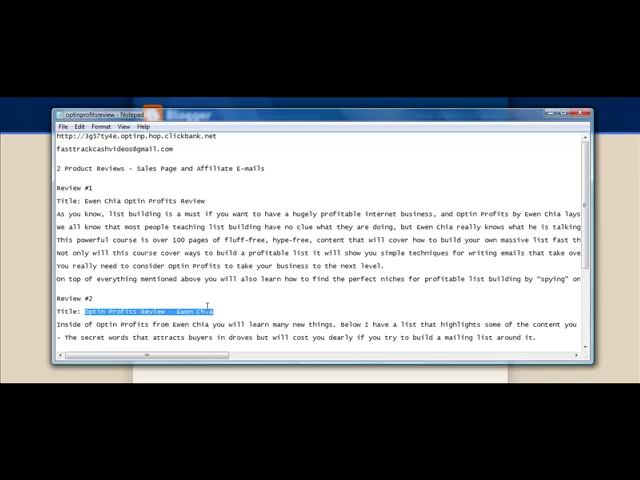 optinprofitsreview - Notepad
Blogger
File Edit Format View Help
http://3g57ty4e.optinp.hop.clickbank.net
fasttrackcashvideos@gmail.com
2 Product Reviews - Sales Page and Affiliate E-mails
Review #1
Title: Ewen Chia Optin Profits Review
As you know, list building is a must if you want to have a hugely profitable internet business, and Optin Profits by Ewen Chia lays
We all know that most people teaching list building have no clue what they are doing, but Ewen Chia really knows what he is talking
This powerful course is over 100 pages of fluff-free, hype-free, content that will cover how to build your own massive list fast th
Not only will this course cover ways to build a profitable list it will show you simple techniques for writing emails that take ove
You really need to consider Optin Profits to take your business to the next level.
On top of everything mentioned above you will also learn how to find the perfect niches for profitable list building by "spying" on
Review #2
Title: Optin Profits Review - Ewen Chia
Inside of Optin Profits from Ewen Chia you will learn many new things. Below I have a list that highlights some of the content you
- The secret words that attracts buyers in droves but will cost you dearly if you try to build a mailing list around it.